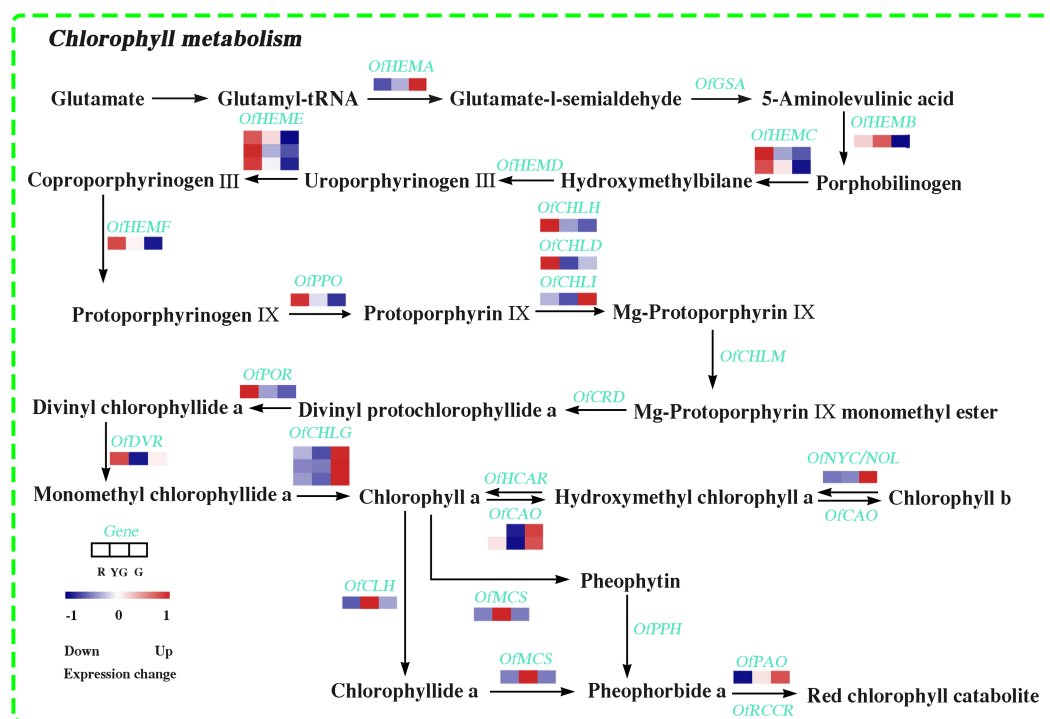 Chlorophyll metabolism
OfHEMA
OfGSA
Glutamate
Glutamyl-tRNA
Glutamate-l-semialdehyde
5-Aminolevulinic acid
OfHEME
OfHEMC
OfHEMB
OfHEMD
Coproporphyrinogen III
Uroporphyrinogen III
Hydroxymethylbilane
Porphobilinogen
OfHEMF
OfCHLH
OfCHLD
OfPPO
OfCHLI
Protoporphyrinogen IX
Protoporphyrin IX
Mg-Protoporphyrin IX
OfCHLM
OfPOR
OfCRD
Divinyl chlorophyllide a
Divinyl protochlorophyllide a
Mg-Protoporphyrin IX monomethyl ester
OfDVR
OfCHLG
OfNYC/NOL
OfHCAR
Monomethyl chlorophyllide a
Chlorophyll a
Hydroxymethyl chlorophyll a
Chlorophyll b
OfCAO
OfCAO
Gene
R YG G
-1 0 1
Down Up
Expression change
OfCLH
Pheophytin
OfMCS
OfPPH
OfMCS
OfPAO
Chlorophyllide a
Pheophorbide a
Red chlorophyll catabolite
OfRCCR